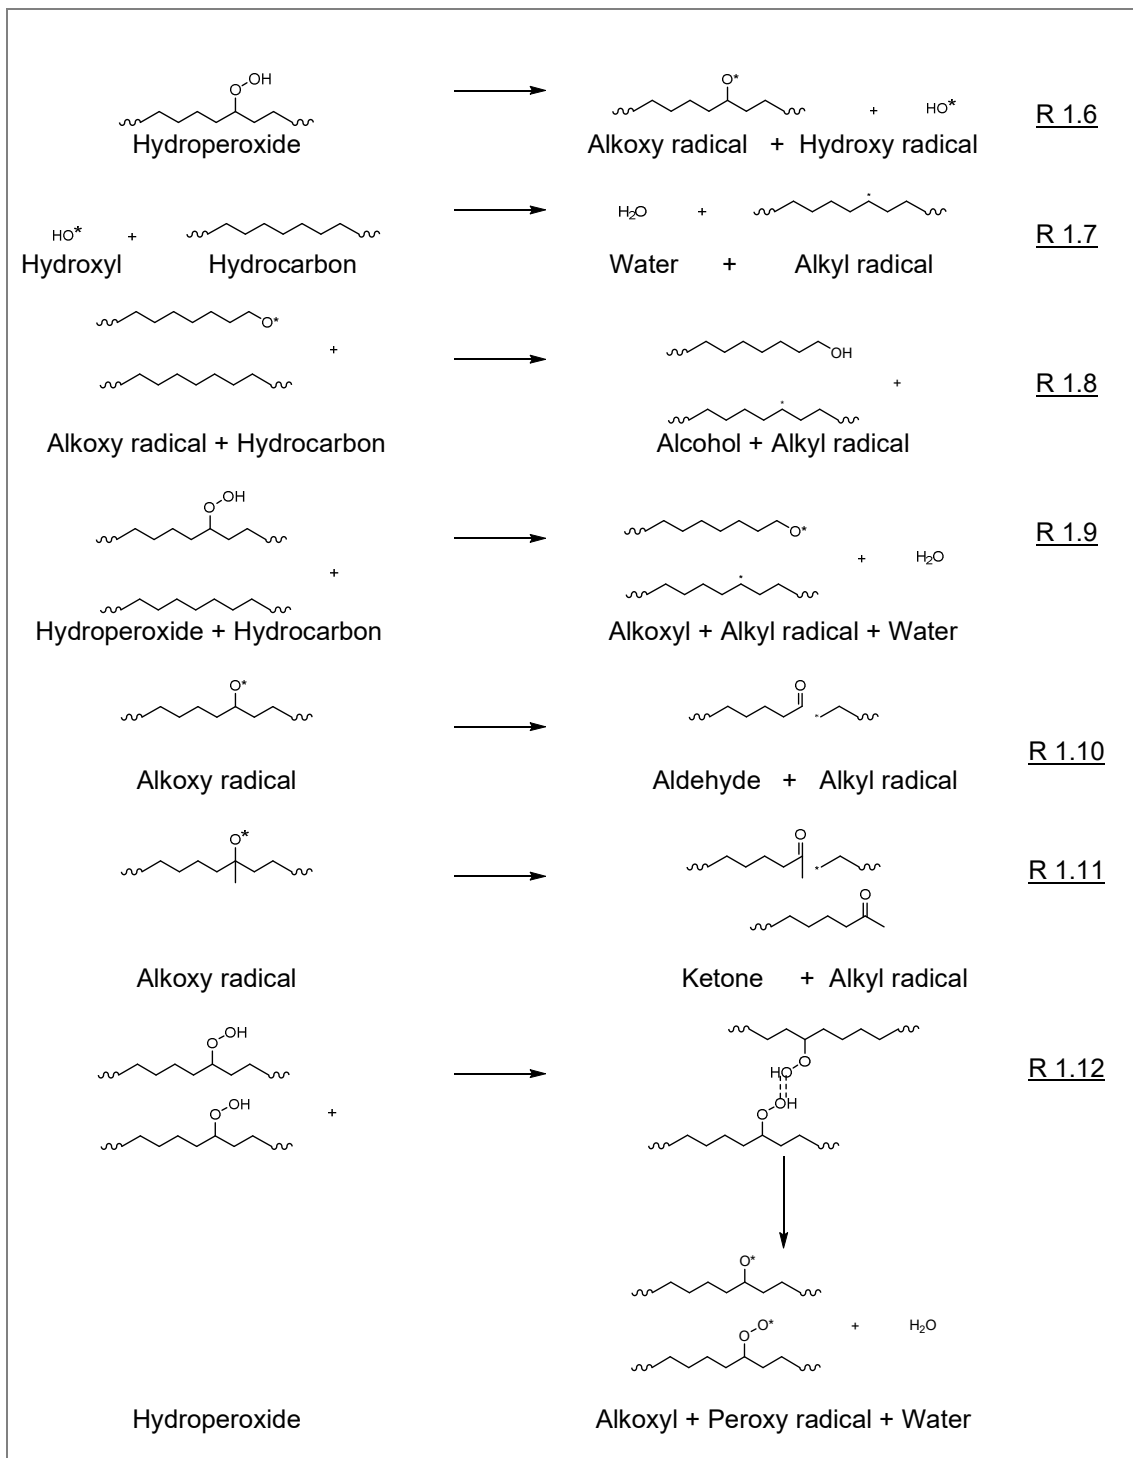 O-OH
O*
+ HO*
R 1.6
Hydroperoxide
Alkoxy radical + Hydroxy radical
HO* +
H2O + *
R 1.7
Hydroxyl Hydrocarbon
Water + Alkyl radical
O*
+
OH
+
*
R 1.8
Alkoxy radical + Hydrocarbon
Alcohol + Alkyl radical
O-OH
+
O*
*
+ H2O
R 1.9
Hydroperoxide + Hydrocarbon
Alkoxyl + Alkyl radical + Water
O*
O
*
R 1.10
Alkoxy radical
Aldehyde + Alkyl radical
O*
O
*
O
R 1.11
Alkoxy radical
Ketone + Alkyl radical
O-OH
O-OH
+
O
HO
O-OH
R 1.12
O*
O-O*
+ H2O
Hydroperoxide
Alkoxyl + Peroxy radical + Water